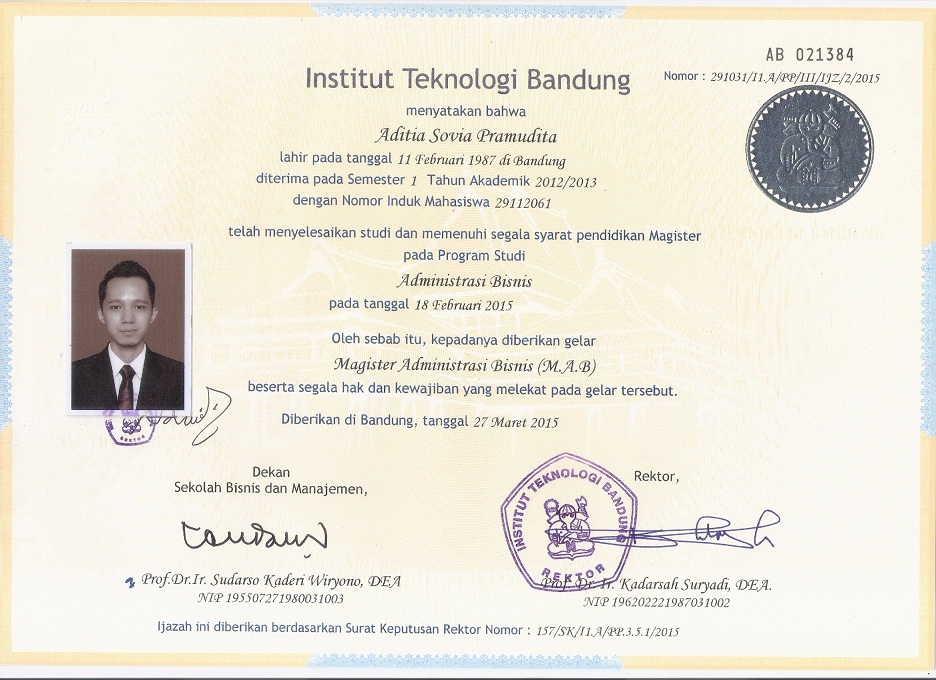 AB 021384
Nomor : 291031/I1.A/PP/III/IJZ/2/2015
Institut Teknologi Bandung
menyatakan bahwa
Aditia Sovia Pramudita
lahir pada tanggal 11 Februari 1987 di Bandung
diterima pada Semester 1 Tahun Akademik 2012/2013
dengan Nomor Induk Mahasiswa 29112061
telah menyelesaikan studi dan memenuhi segala syarat pendidikan Magister
pada Program Studi
Administrasi Bisnis
pada tanggal 18 Februari 2015
Oleh sebab itu, kepadanya diberikan gelar
Magister Administrasi Bisnis (M.A.B)
beserta segala hak dan kewajiban yang melekat pada gelar tersebut.
Diberikan di Bandung, tanggal 27 Maret 2015
REKTOR
Dekan
Sekolah Bisnis dan Manajemen,
Rektor,
INSTITUT TEKNOLOGI BANDUNG
REKTOR
Prof.Dr.Ir. Sudarso Kaderi Wiryono, DEA
NIP 195507271980031003
Prof. Dr. Ir. Kadarsah Suryadi, DEA.
NIP 196202221987031002
Ijazah ini diberikan berdasarkan Surat Keputusan Rektor Nomor : 157/SK/I1.A/PP.3.5.1/2015